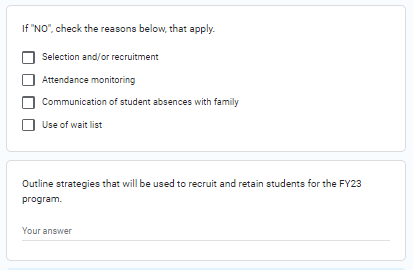 If "NO", check the reasons below, that apply.
Selection and/or recruitment
Attendance monitoring
Communication of student absences with family
Use of wait list
Outline strategies that will be used to recruit and retain students for the FY23
program.
Your answer